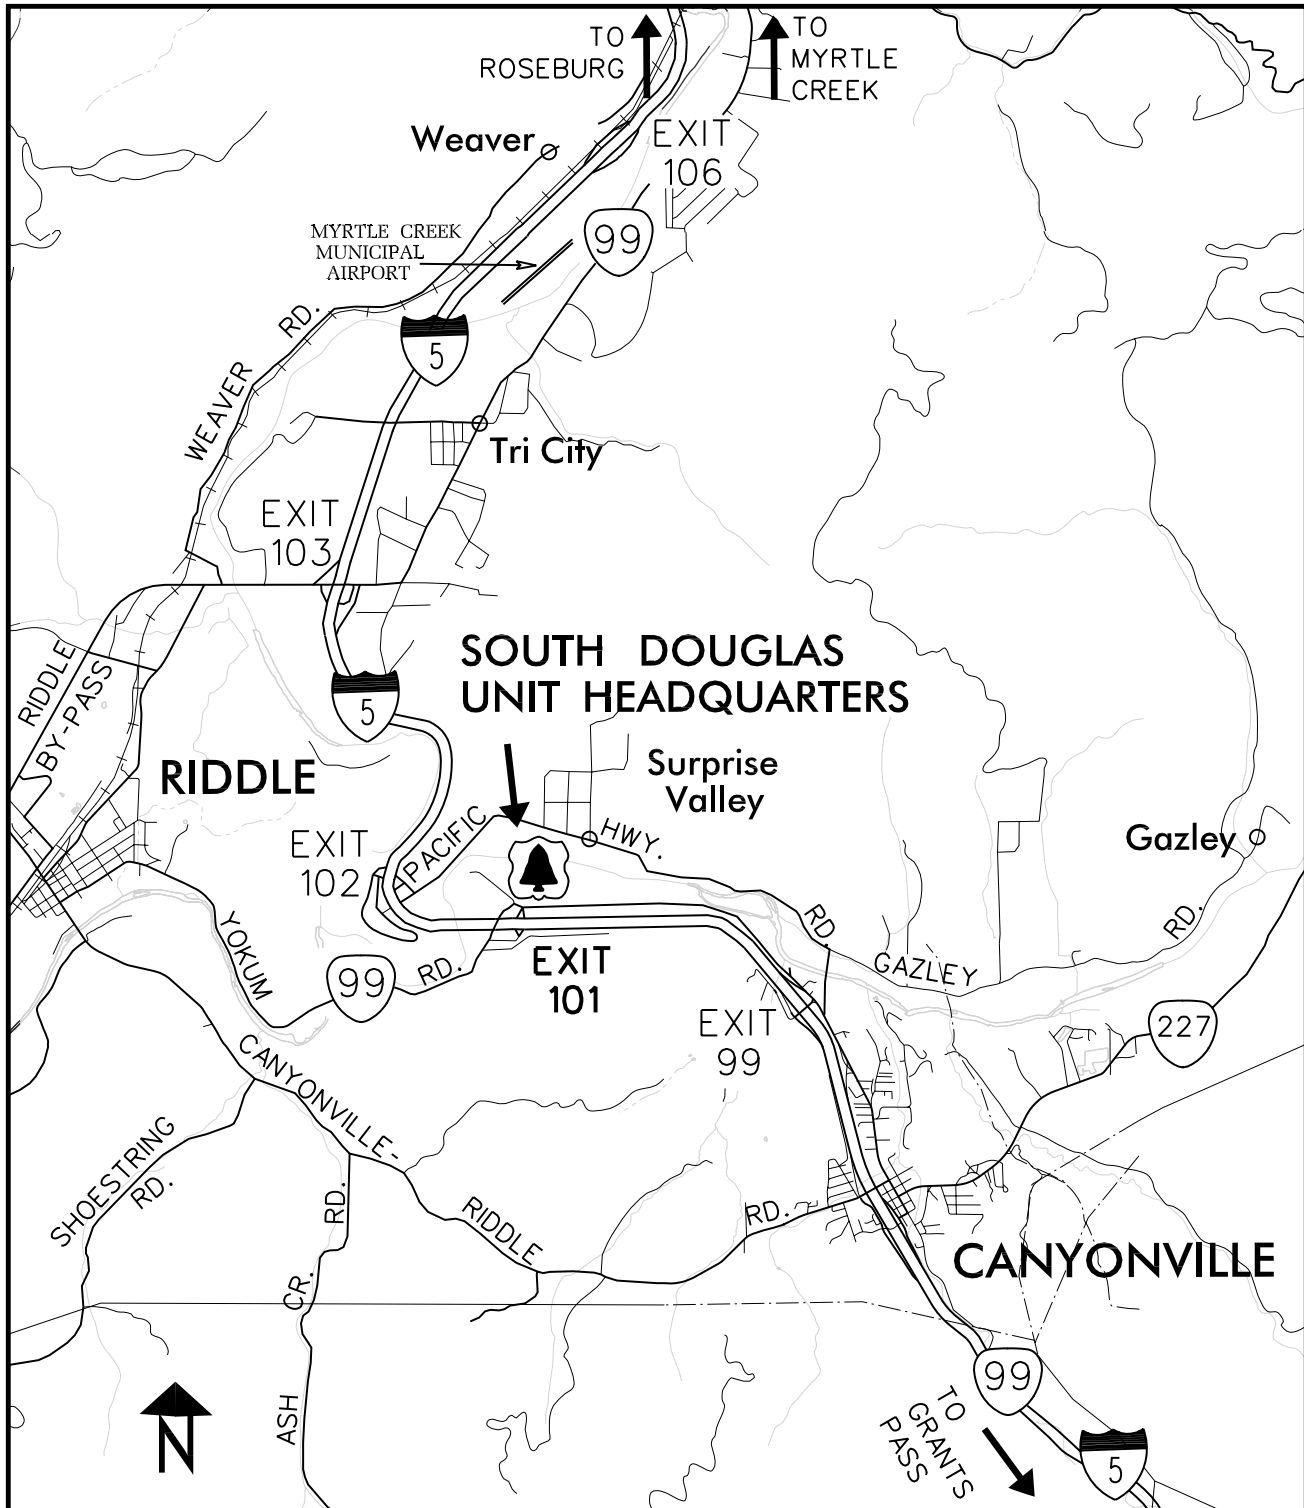 TO
ROSEBURG
TO
MYRTLE
CREEK
Weaver
EXIT
106
MYRTLE CREEK
MUNICIPAL
AIRPORT
99
WEAVER RD.
5
Tri City
EXIT
103
SOUTH DOUGLAS
UNIT HEADQUARTERS
RIDDLE
BY-PASS
5
RIDDLE
Surprise
Valley
PACIFIC HWY.
EXIT
102
Gazley
YOKUM RD.
99
EXIT
101
RD.
GAZLEY RD.
EXIT
99
227
CANYONVILLE-
RIDDLE RD.
SHOESTRING
RD.
CANYONVILLE
ASH CR. RD.
N
99
TO
GRANTS
PASS
5